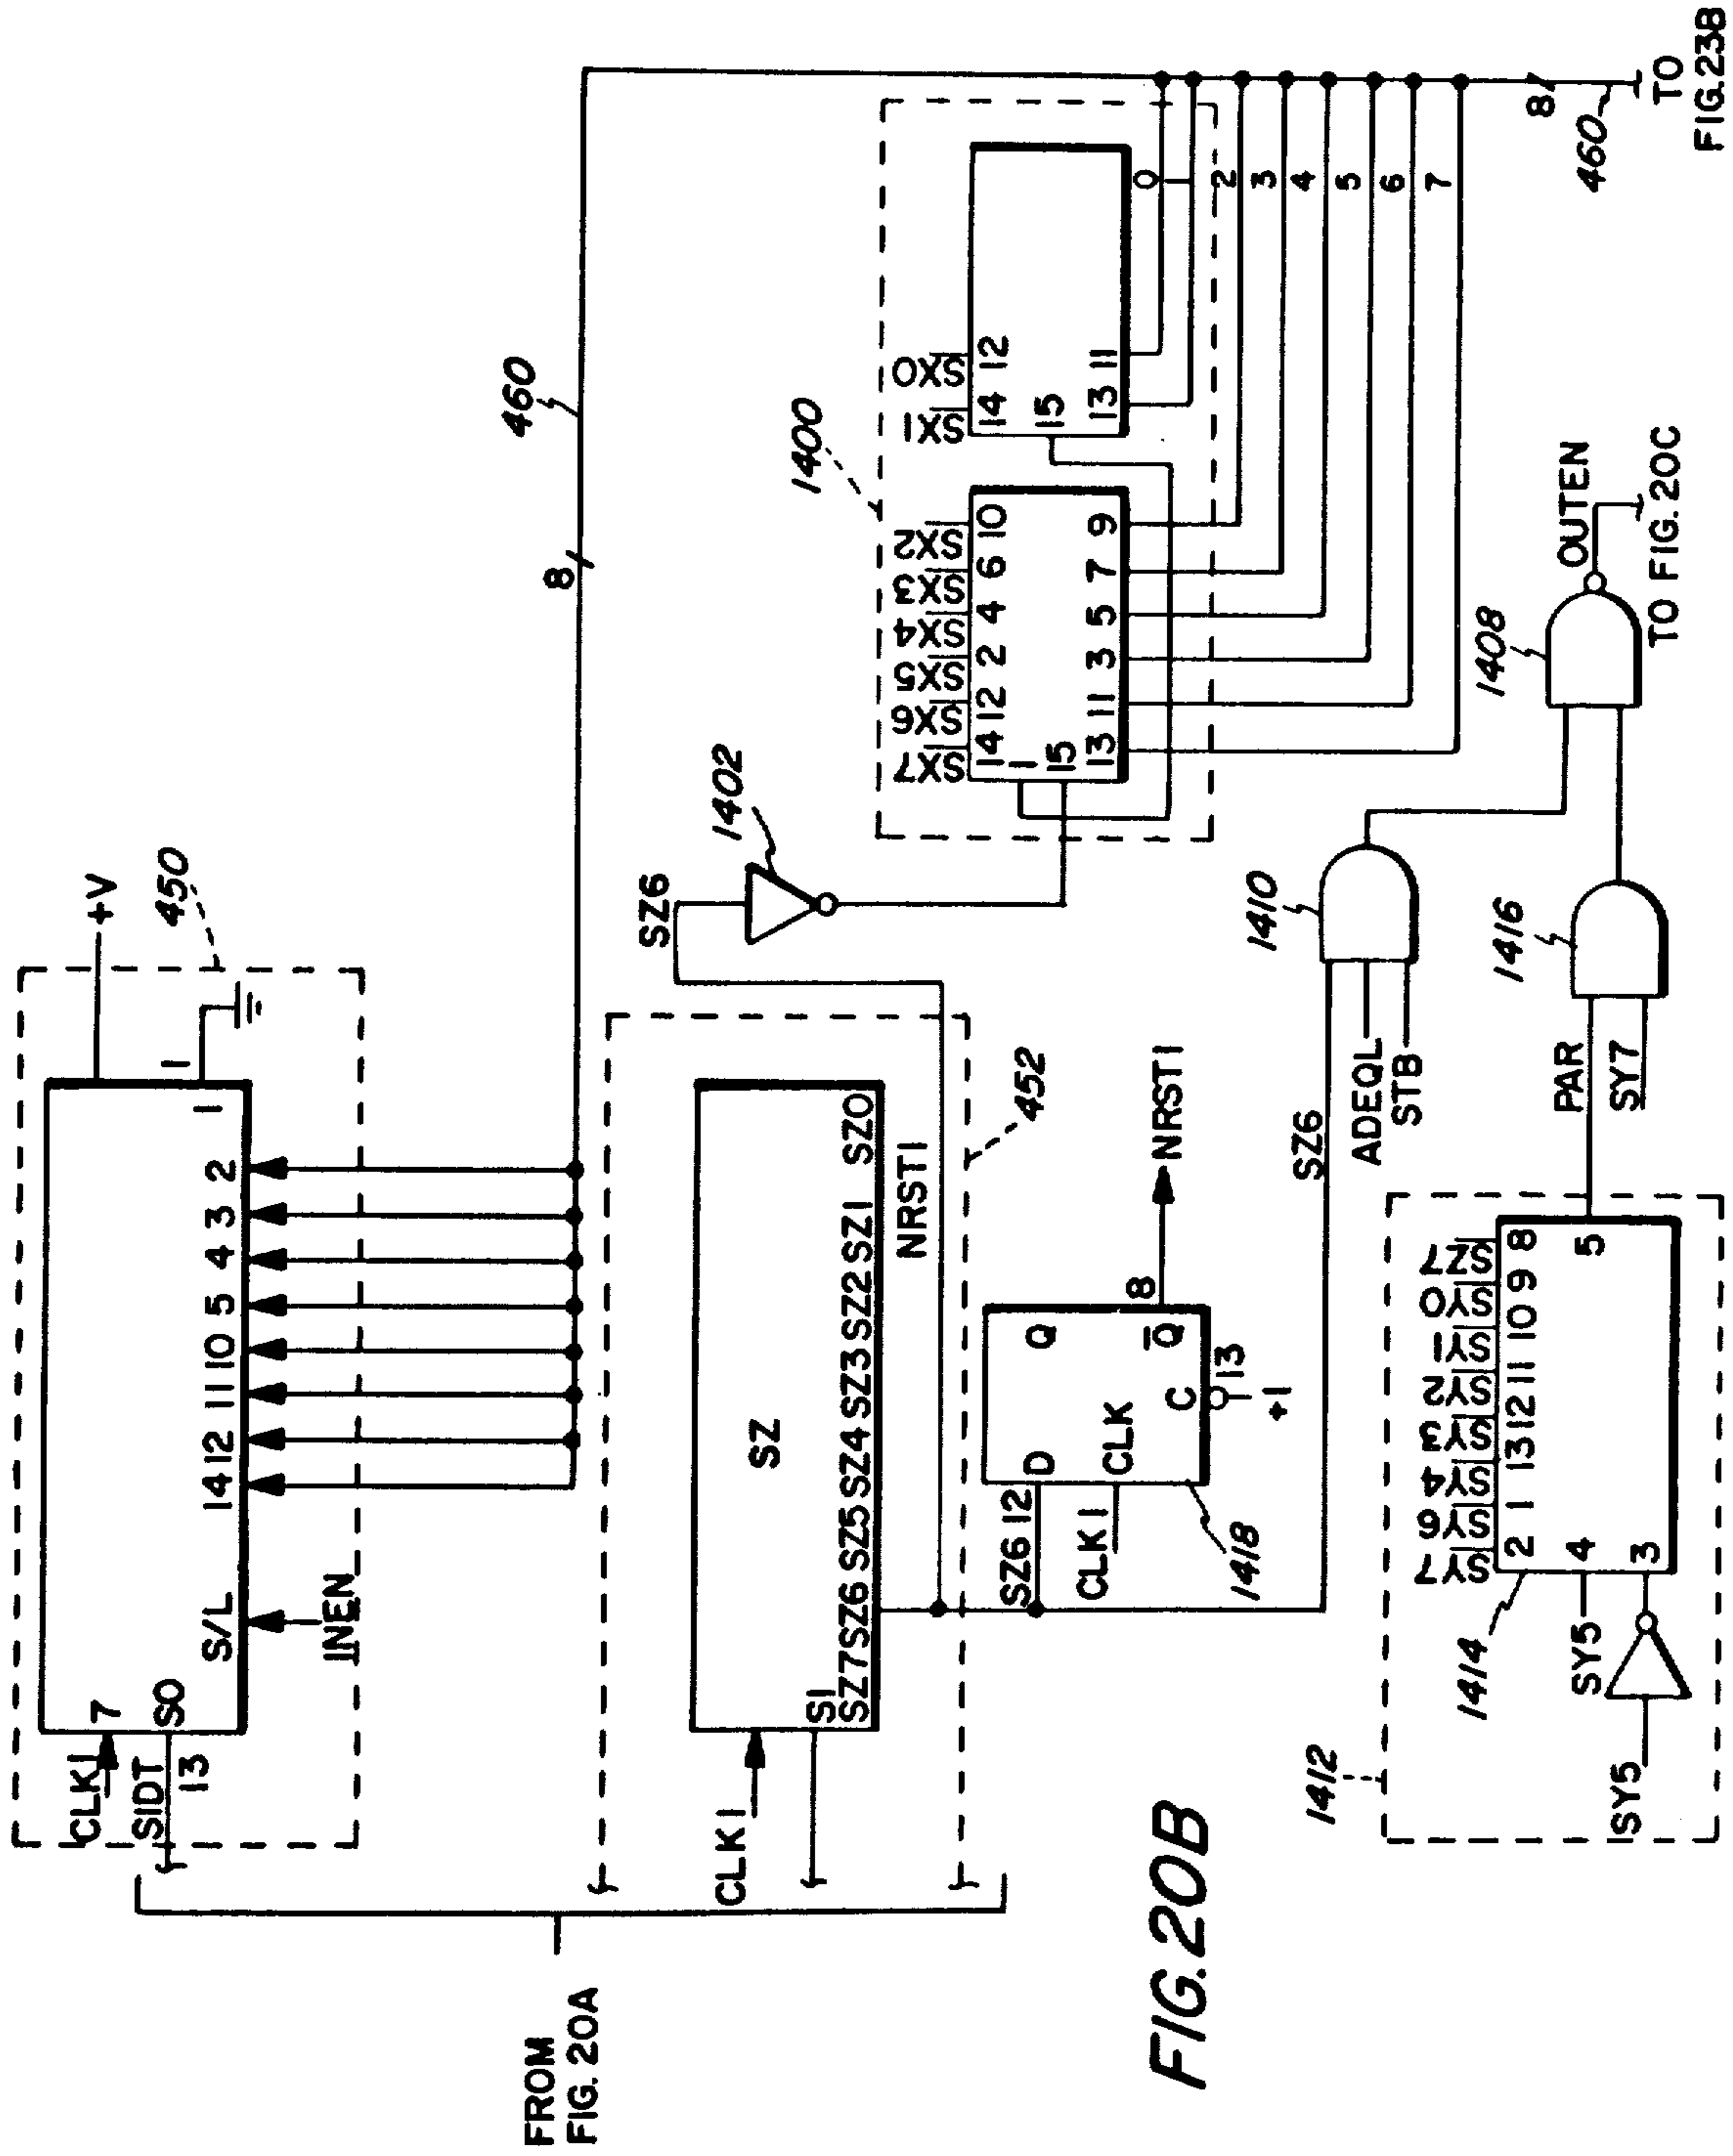 +V
450
1
1
2
3
4
5
10
11
12
14
S/L
INEN
7
CLK1
SO
SIDT
13
8
460
SZ6
1402
CLK1
SZ
SI
SZ7 SZ6 SZ5 SZ4 SZ3 SZ2 SZ1 SZ0
NRST1
452
1400
SX7 SX6 SX5 SX4 SX3 SX2
14 12 2 4 6 10
1
15
13 11 3 5 7 9
SX1 SX0
14 12
15
13 11
0
1
2
3
4
5
6
7
8
460
TO
FIG.23B
SZ6 12
D
Q
CLK1
CLK
Q
8
NRST1
C
13
+1
1418
SZ6
ADEQL
STB
1410
1408
OUTEN
TO FIG.20C
1412
1414
SY7 SY6 SY4 SY3 SY2 SY1 SY0 SZ7
2 1 13 12 11 10 9 8
SY5
4
SY5
3
5
PAR
SY7
1416
FROM
FIG. 20A
FIG.20B